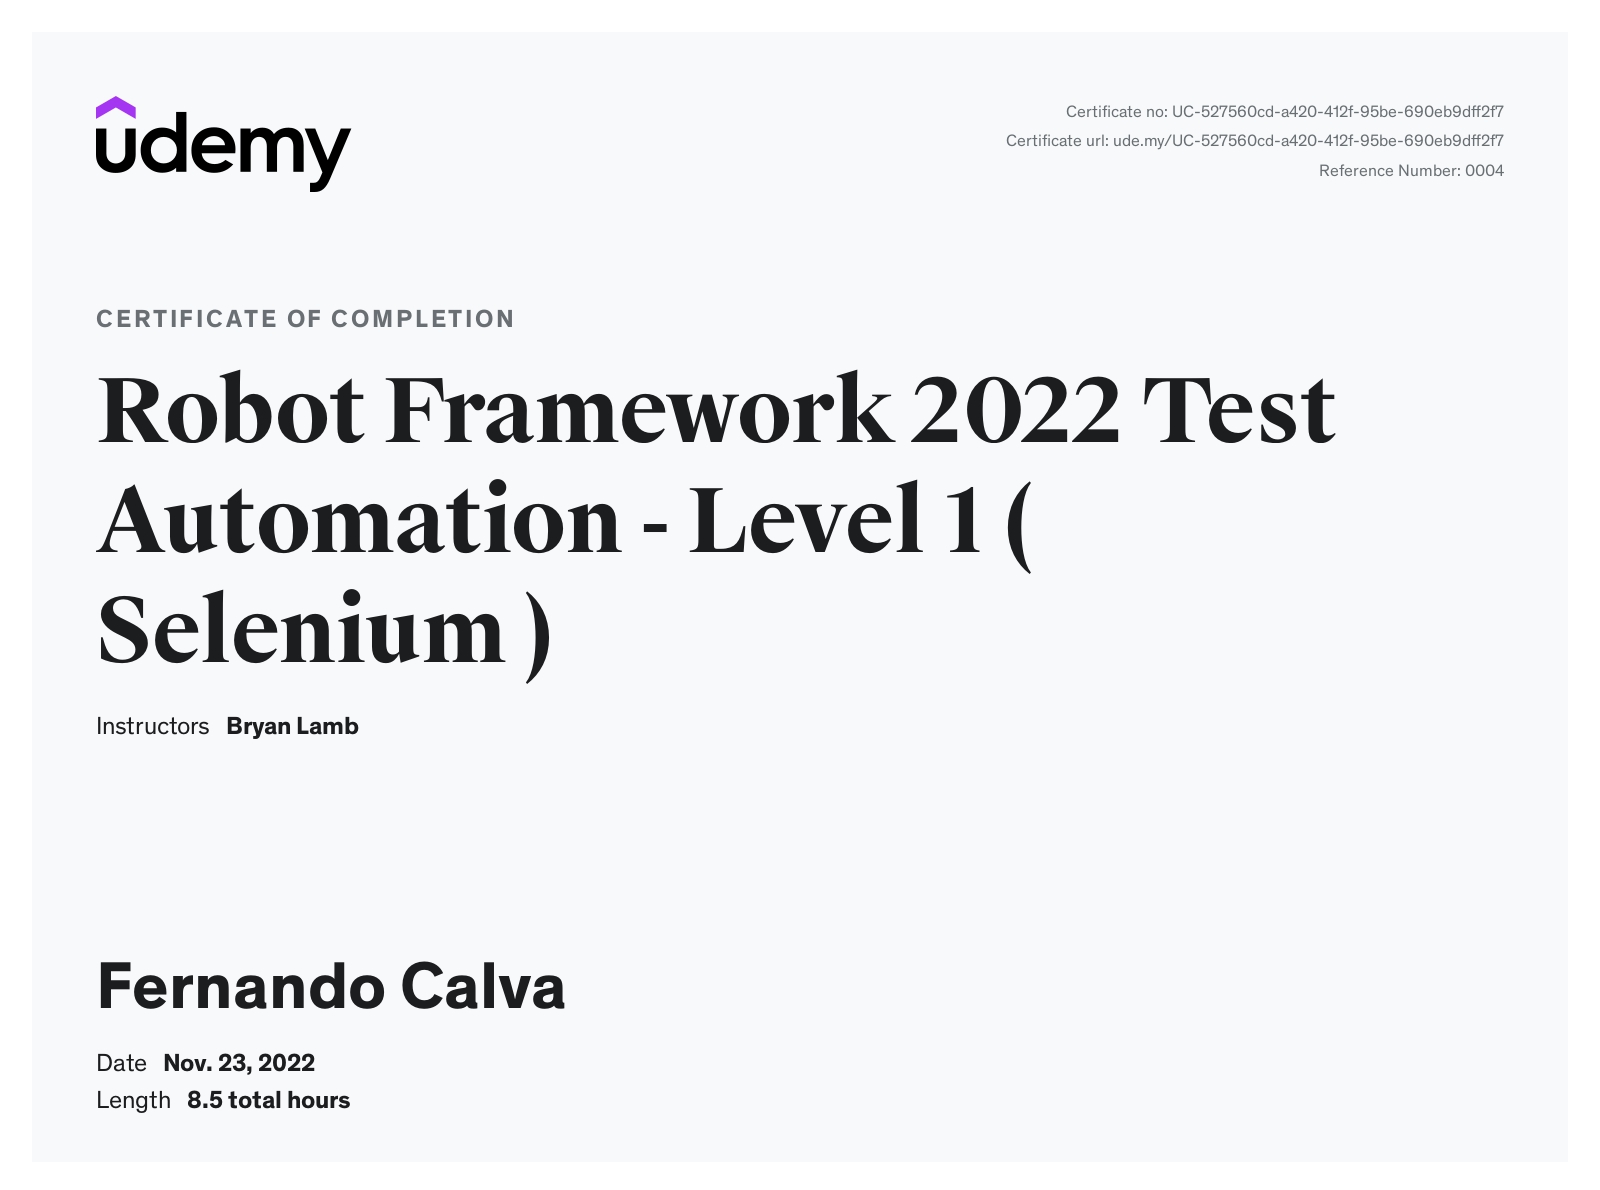 udemy
Certificate no: UC-527560cd-a420-412f-95be-690eb9dff2f7
Certificate url: ude.my/UC-527560cd-a420-412f-95be-690eb9dff2f7
Reference Number: 0004
CERTIFICATE OF COMPLETION
Robot Framework 2022 Test
Automation - Level 1 (
Selenium )
Instructors Bryan Lamb
Fernando Calva
Date Nov. 23, 2022
Length 8.5 total hours